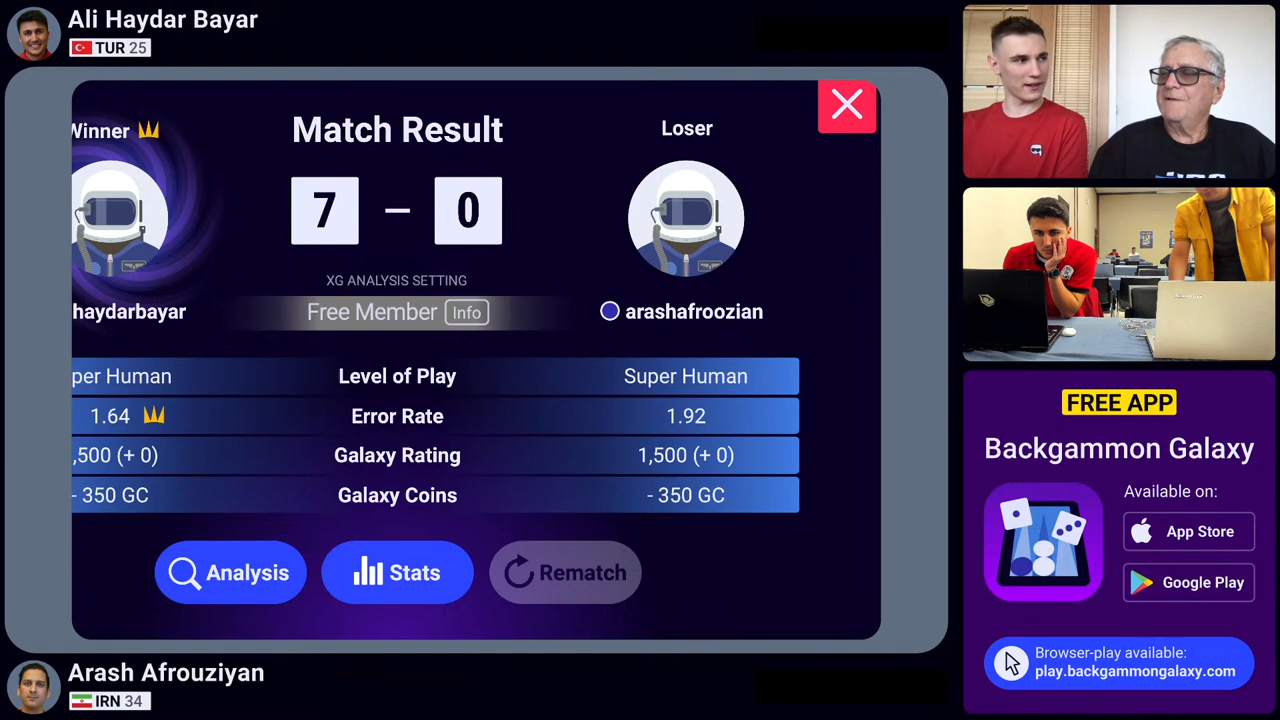 Ali Haydar Bayar
TUR 25
Winner
Match Result
Loser
7 – 0
XG ANALYSIS SETTING
Free Member Info
haydarbayar
arashafroozian
per Human Level of Play Super Human
1.64 Error Rate 1.92
,500 (+ 0) Galaxy Rating 1,500 (+ 0)
- 350 GC Galaxy Coins - 350 GC
Analysis
Stats
Rematch
Arash Afrouziyan
IRN 34
FREE APP
Backgammon Galaxy
Available on:
App Store
Google Play
Browser-play available:
play.backgammongalaxy.com